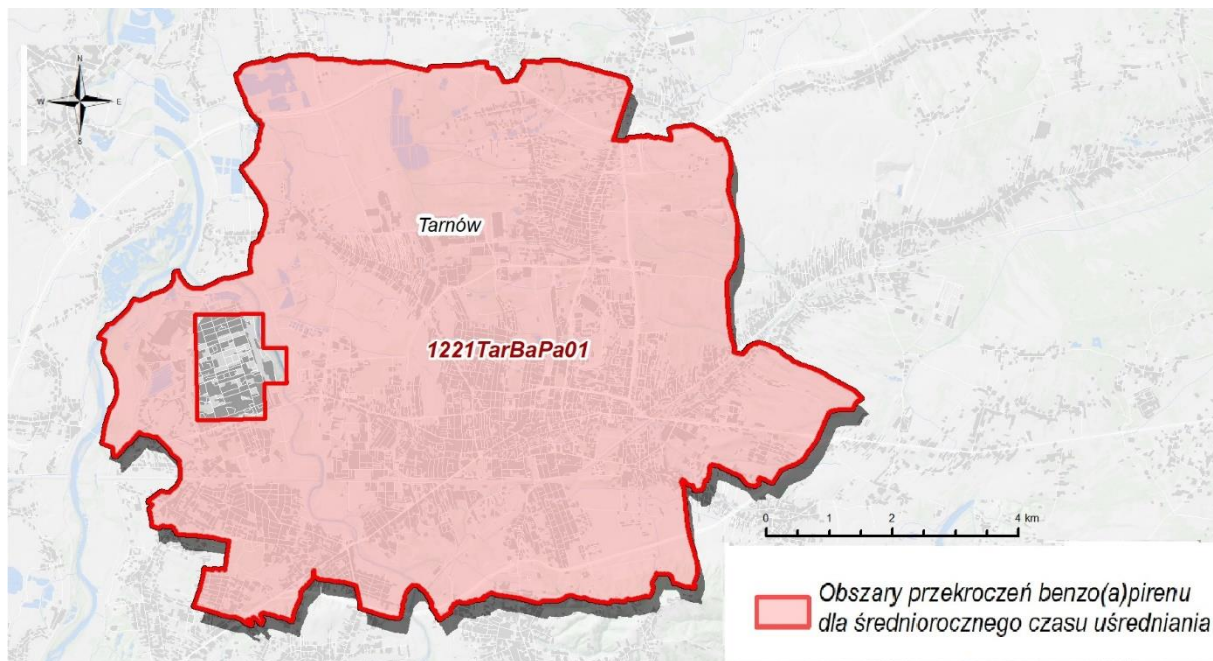 N
W E
S
Tarnów
1221TarBaPa01
0 1 2 4 km
Obszary przekroczeń benzo(a)pirenu
dla średniorocznego czasu uśredniania